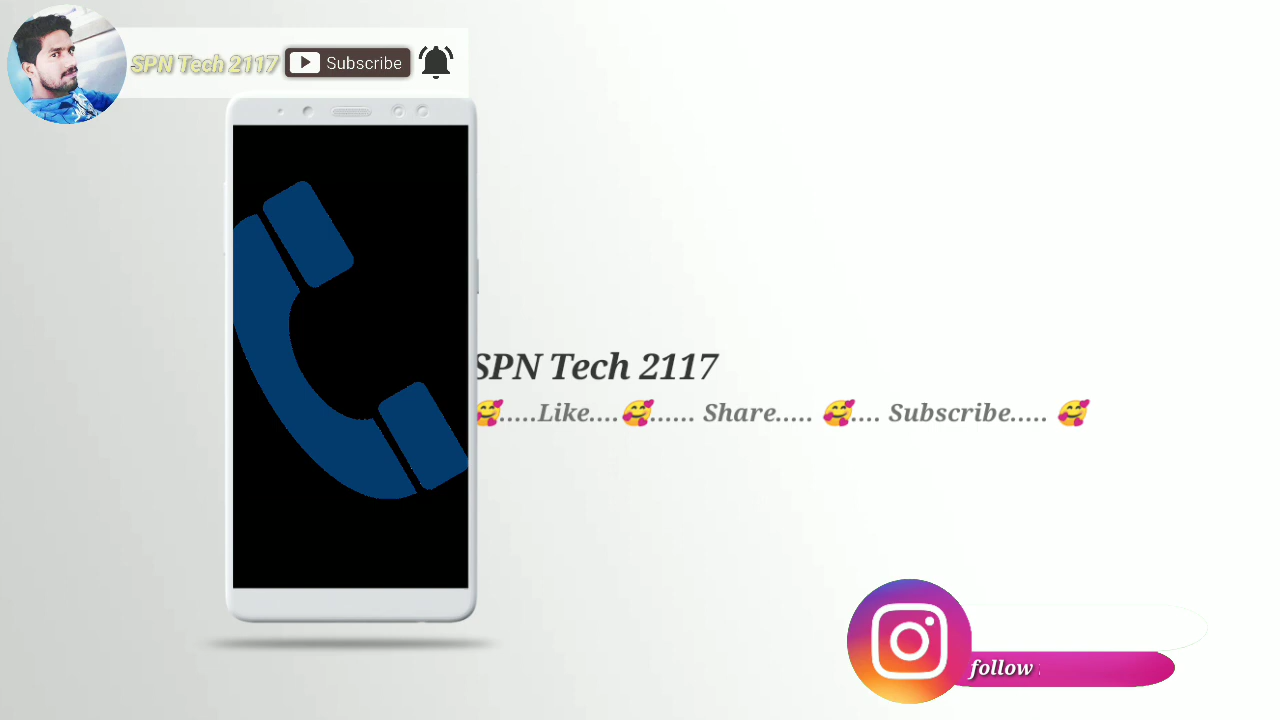 SPN Tech 2117 Subscribe
SPN Tech 2117
🥰.....Like....🥰...... Share..... 🥰.... Subscribe..... 🥰
follow